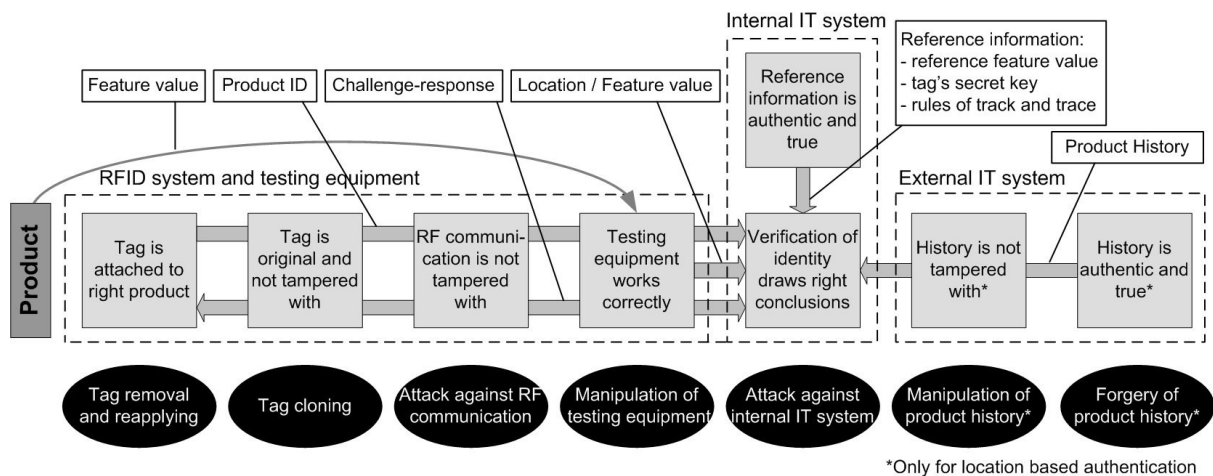 Internal IT system
Reference information:
- reference feature value
- tag's secret key
- rules of track and trace
Feature value
Product ID
Challenge-response
Location / Feature value
Reference
information is
authentic and
true
Product History
RFID system and testing equipment
External IT system
Product
Tag is
attached to
right product
Tag is
original and
not tampered
with
RF communi-
cation is not
tampered
with
Testing
equipment
works
correctly
Verification of
identity
draws right
conclusions
History is not
tampered
with*
History is
authentic and
true*
Tag removal
and reapplying
Tag cloning
Attack against RF
communication
Manipulation of
testing equipment
Attack against
internal IT system
Manipulation of
product history*
Forgery of
product history*
*Only for location based authentication